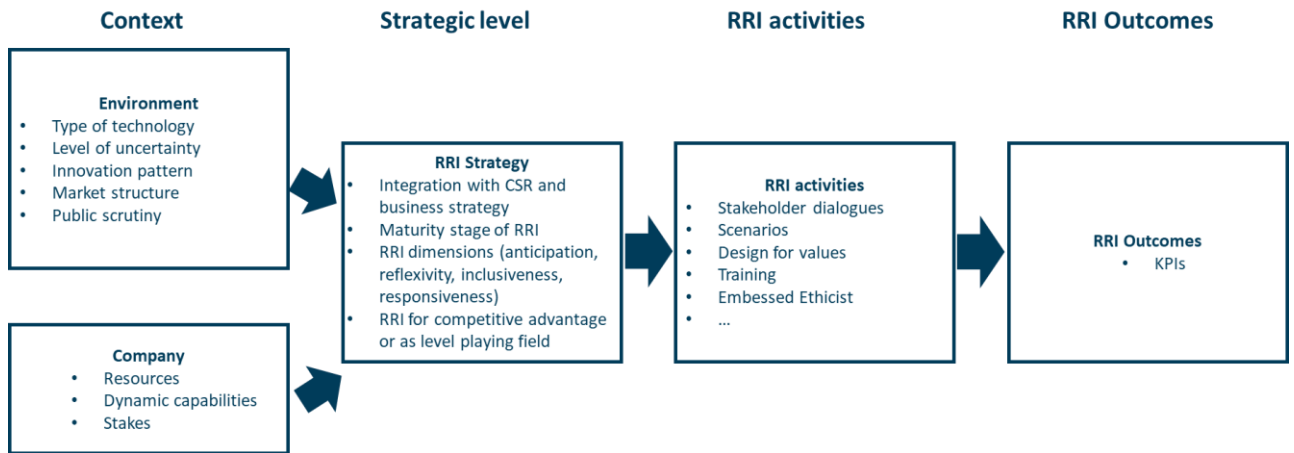 Context
Strategic level
RRI activities
RRI Outcomes
Environment
• Type of technology
• Level of uncertainty
• Innovation pattern
• Market structure
• Public scrutiny
Company
• Resources
• Dynamic capabilities
• Stakes
RRI Strategy
• Integration with CSR and
business strategy
• Maturity stage of RRI
• RRI dimensions (anticipation,
reflexivity, inclusiveness,
responsiveness)
• RRI for competitive advantage
or as level playing field
RRI activities
• Stakeholder dialogues
• Scenarios
• Design for values
• Training
• Embessed Ethicist
• ...
RRI Outcomes
• KPIs